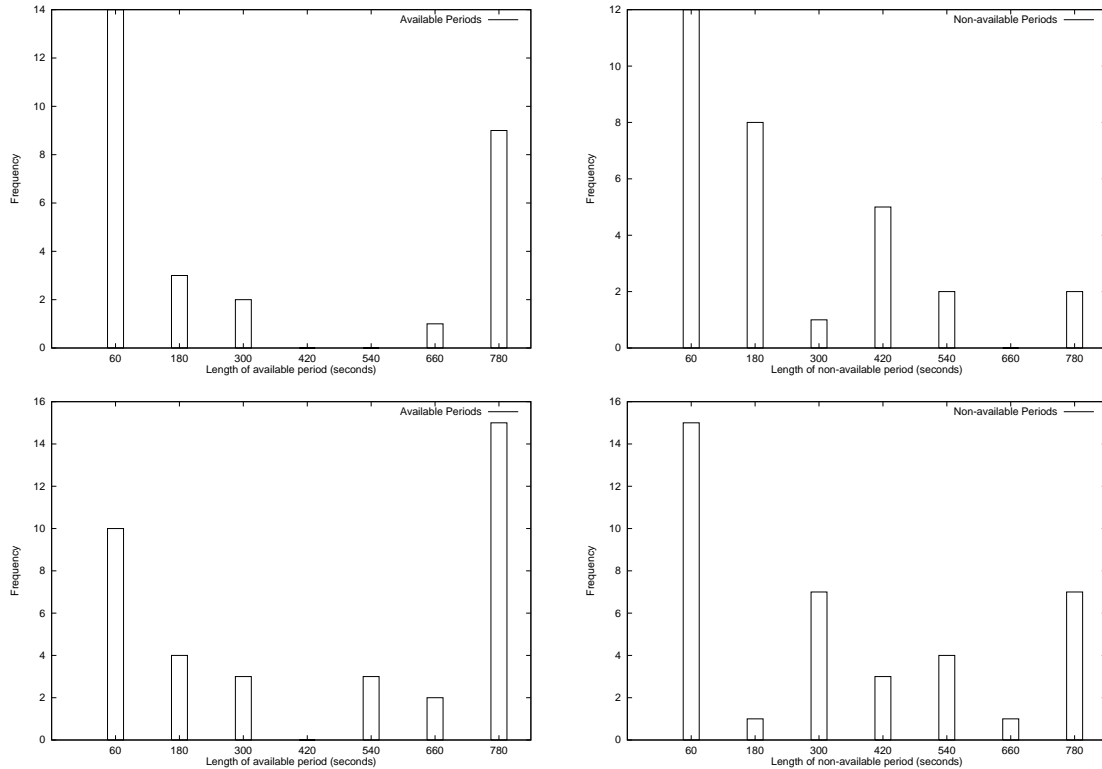 14
12
10
8
6
4
2
0
Frequency
Available Periods
60 180 300 420 540 660 780
Length of available period (seconds)
12
10
8
6
4
2
0
Frequency
Non-available Periods
60 180 300 420 540 660 780
Length of non-available period (seconds)
16
14
12
10
8
6
4
2
0
Frequency
Available Periods
60 180 300 420 540 660 780
Length of available period (seconds)
16
14
12
10
8
6
4
2
0
Frequency
Non-available Periods
60 180 300 420 540 660 780
Length of non-available period (seconds)